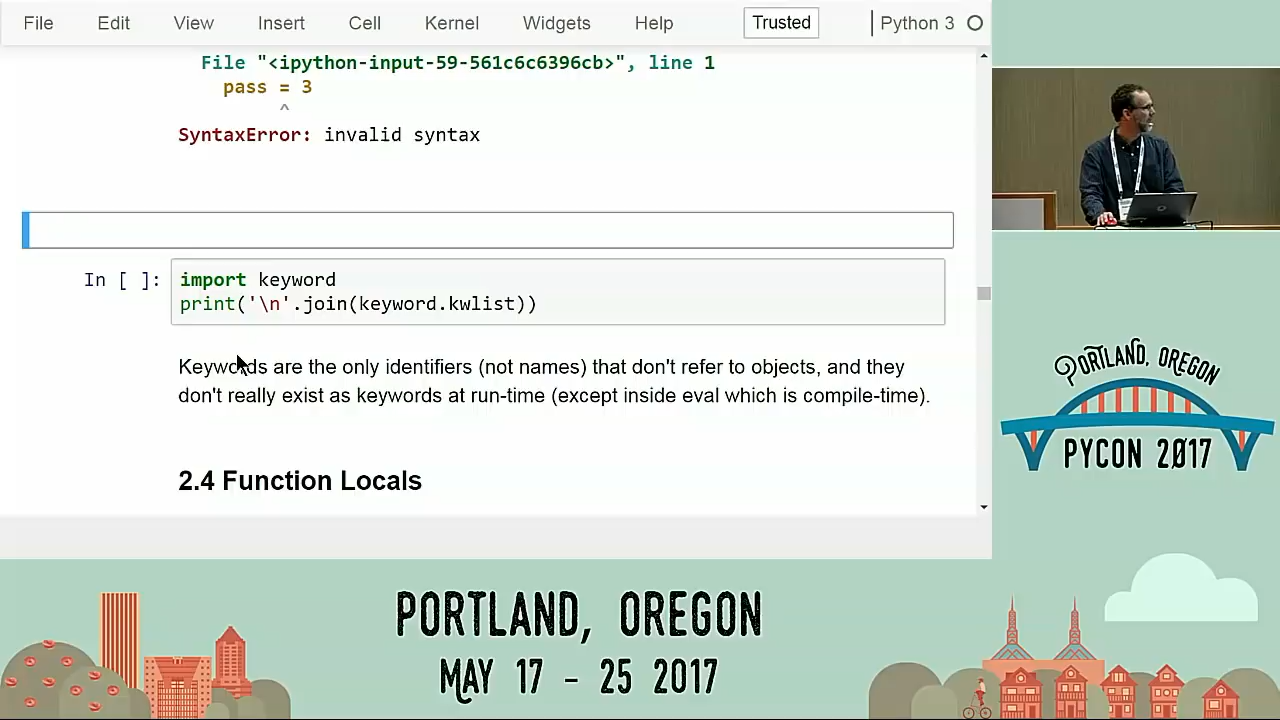 File Edit View Insert Cell Kernel Widgets Help Trusted Python 3
File "<ipython-input-59-561c6c6396cb>", line 1
pass = 3
^
SyntaxError: invalid syntax
In [ ]: import keyword
print('\n'.join(keyword.kwlist))
Keywords are the only identifiers (not names) that don't refer to objects, and they
don't really exist as keywords at run-time (except inside eval which is compile-time).
2.4 Function Locals
PORTLAND, OREGON
PYCON 2017
PORTLAND, OREGON
MAY 17 - 25 2017